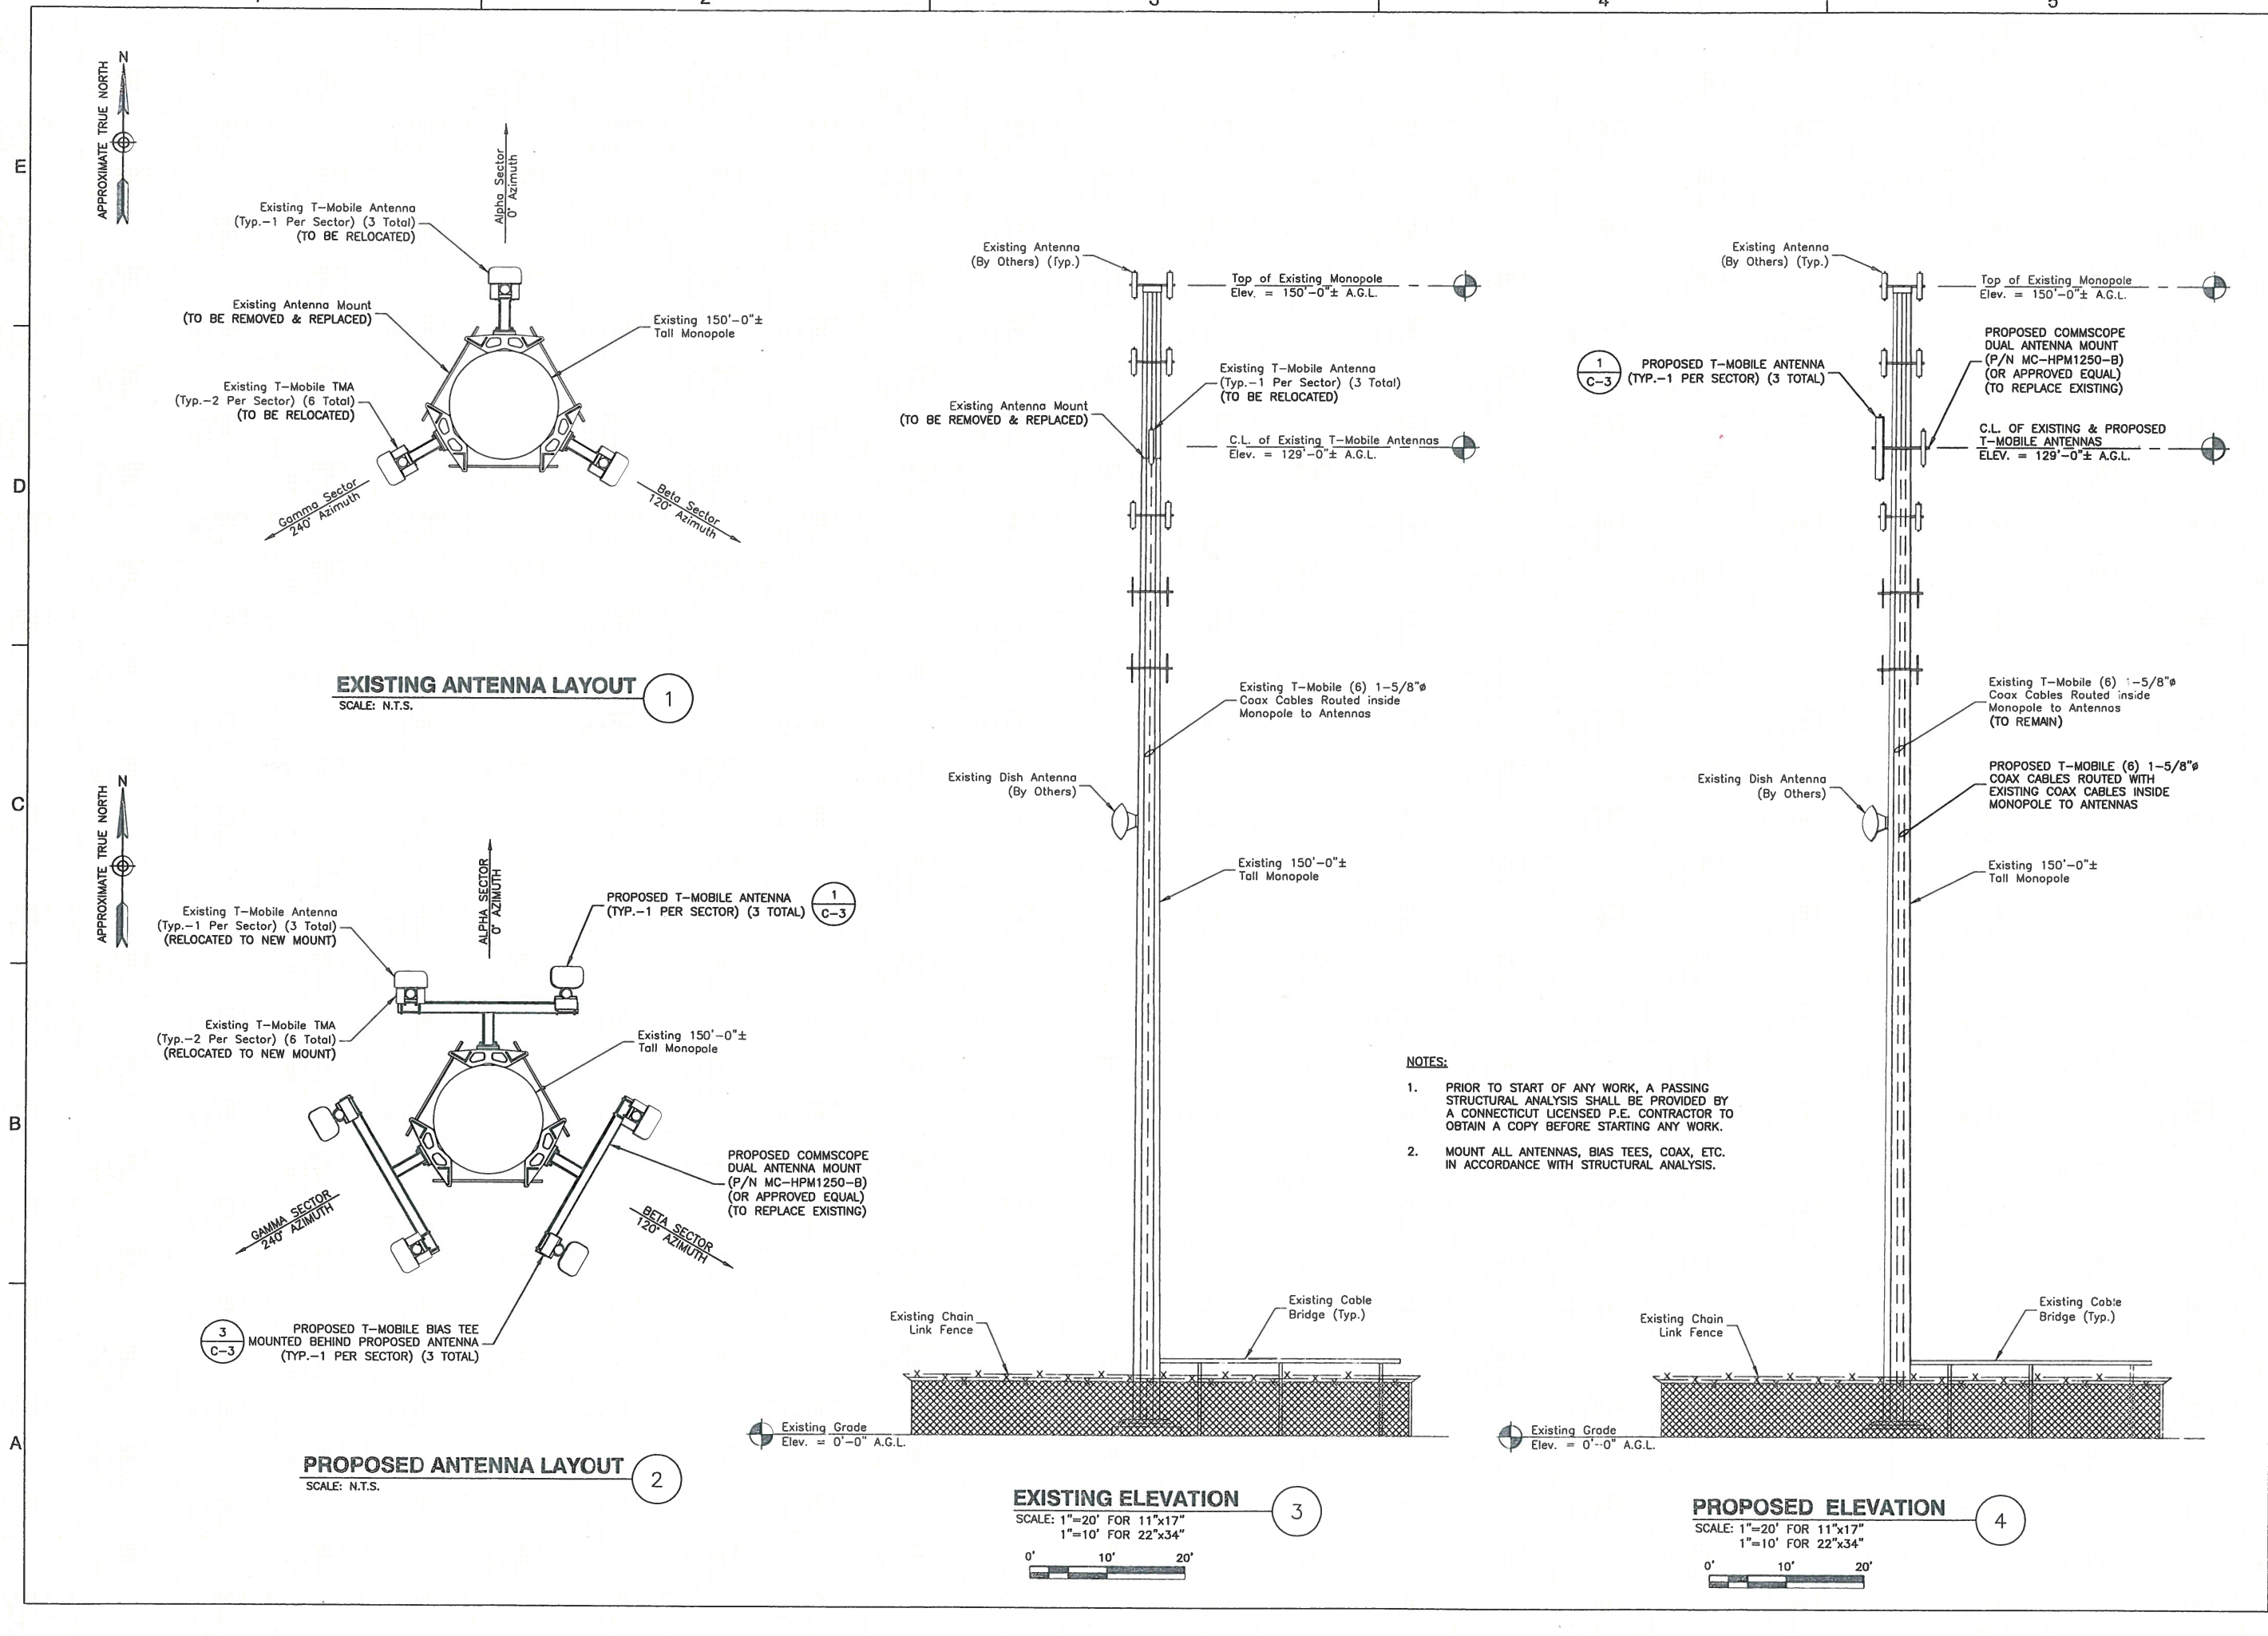 2
3
4
5
E
D
C
B
A
N
APPROXIMATE TRUE NORTH
Alpha Sector
0° Azimuth
Existing T-Mobile Antenna
(Typ.-1 Per Sector) (3 Total)
(TO BE RELOCATED)
Existing Antenna Mount
(TO BE REMOVED & REPLACED)
Existing 150'-0"±
Tall Monopole
Existing T-Mobile TMA
(Typ.-2 Per Sector) (6 Total)
(TO BE RELOCATED)
Gamma Sector
240° Azimuth
Beta Sector
120° Azimuth
EXISTING ANTENNA LAYOUT
SCALE: N.T.S.
1
N
APPROXIMATE TRUE NORTH
ALPHA SECTOR
0° AZIMUTH
PROPOSED T-MOBILE ANTENNA
(TYP.-1 PER SECTOR) (3 TOTAL)
1
C-3
Existing T-Mobile Antenna
(Typ.-1 Per Sector) (3 Total)
(RELOCATED TO NEW MOUNT)
Existing T-Mobile TMA
(Typ.-2 Per Sector) (6 Total)
(RELOCATED TO NEW MOUNT)
Existing 150'-0"±
Tall Monopole
PROPOSED COMMSCOPE
DUAL ANTENNA MOUNT
(P/N MC-HPM1250-B)
(OR APPROVED EQUAL)
(TO REPLACE EXISTING)
GAMMA SECTOR
240° AZIMUTH
BETA SECTOR
120° AZIMUTH
3
C-3
PROPOSED T-MOBILE BIAS TEE
MOUNTED BEHIND PROPOSED ANTENNA
(TYP.-1 PER SECTOR) (3 TOTAL)
PROPOSED ANTENNA LAYOUT
SCALE: N.T.S.
2
Existing Antenna
(By Others) (Typ.)
Top of Existing Monopole
Elev. = 150'-0"± A.G.L.
Existing T-Mobile Antenna
(Typ.-1 Per Sector) (3 Total)
(TO BE RELOCATED)
Existing Antenna Mount
(TO BE REMOVED & REPLACED)
C.L. of Existing T-Mobile Antennas
Elev. = 129'-0"± A.G.L.
Existing T-Mobile (6) 1-5/8"ø
Coax Cables Routed inside
Monopole to Antennas
Existing Dish Antenna
(By Others)
Existing 150'-0"±
Tall Monopole
Existing Chain
Link Fence
Existing Cable
Bridge (Typ.)
Existing Grade
Elev. = 0'-0" A.G.L.
EXISTING ELEVATION
SCALE: 1"=20' FOR 11"x17"
1"=10' FOR 22"x34"
3
0' 10' 20'
NOTES:
1. PRIOR TO START OF ANY WORK, A PASSING
STRUCTURAL ANALYSIS SHALL BE PROVIDED BY
A CONNECTICUT LICENSED P.E. CONTRACTOR TO
OBTAIN A COPY BEFORE STARTING ANY WORK.
2. MOUNT ALL ANTENNAS, BIAS TEES, COAX, ETC.
IN ACCORDANCE WITH STRUCTURAL ANALYSIS.
Existing Antenna
(By Others) (Typ.)
Top of Existing Monopole
Elev. = 150'-0"± A.G.L.
1
C-3
PROPOSED T-MOBILE ANTENNA
(TYP.-1 PER SECTOR) (3 TOTAL)
PROPOSED COMMSCOPE
DUAL ANTENNA MOUNT
(P/N MC-HPM1250-B)
(OR APPROVED EQUAL)
(TO REPLACE EXISTING)
C.L. OF EXISTING & PROPOSED
T-MOBILE ANTENNAS
ELEV. = 129'-0"± A.G.L.
Existing T-Mobile (6) 1-5/8"ø
Coax Cables Routed inside
Monopole to Antennas
(TO REMAIN)
PROPOSED T-MOBILE (6) 1-5/8"ø
COAX CABLES ROUTED WITH
EXISTING COAX CABLES INSIDE
MONOPOLE TO ANTENNAS
Existing Dish Antenna
(By Others)
Existing 150'-0"±
Tall Monopole
Existing Chain
Link Fence
Existing Cable
Bridge (Typ.)
Existing Grade
Elev. = 0'-0" A.G.L.
PROPOSED ELEVATION
SCALE: 1"=20' FOR 11"x17"
1"=10' FOR 22"x34"
4
0' 10' 20'